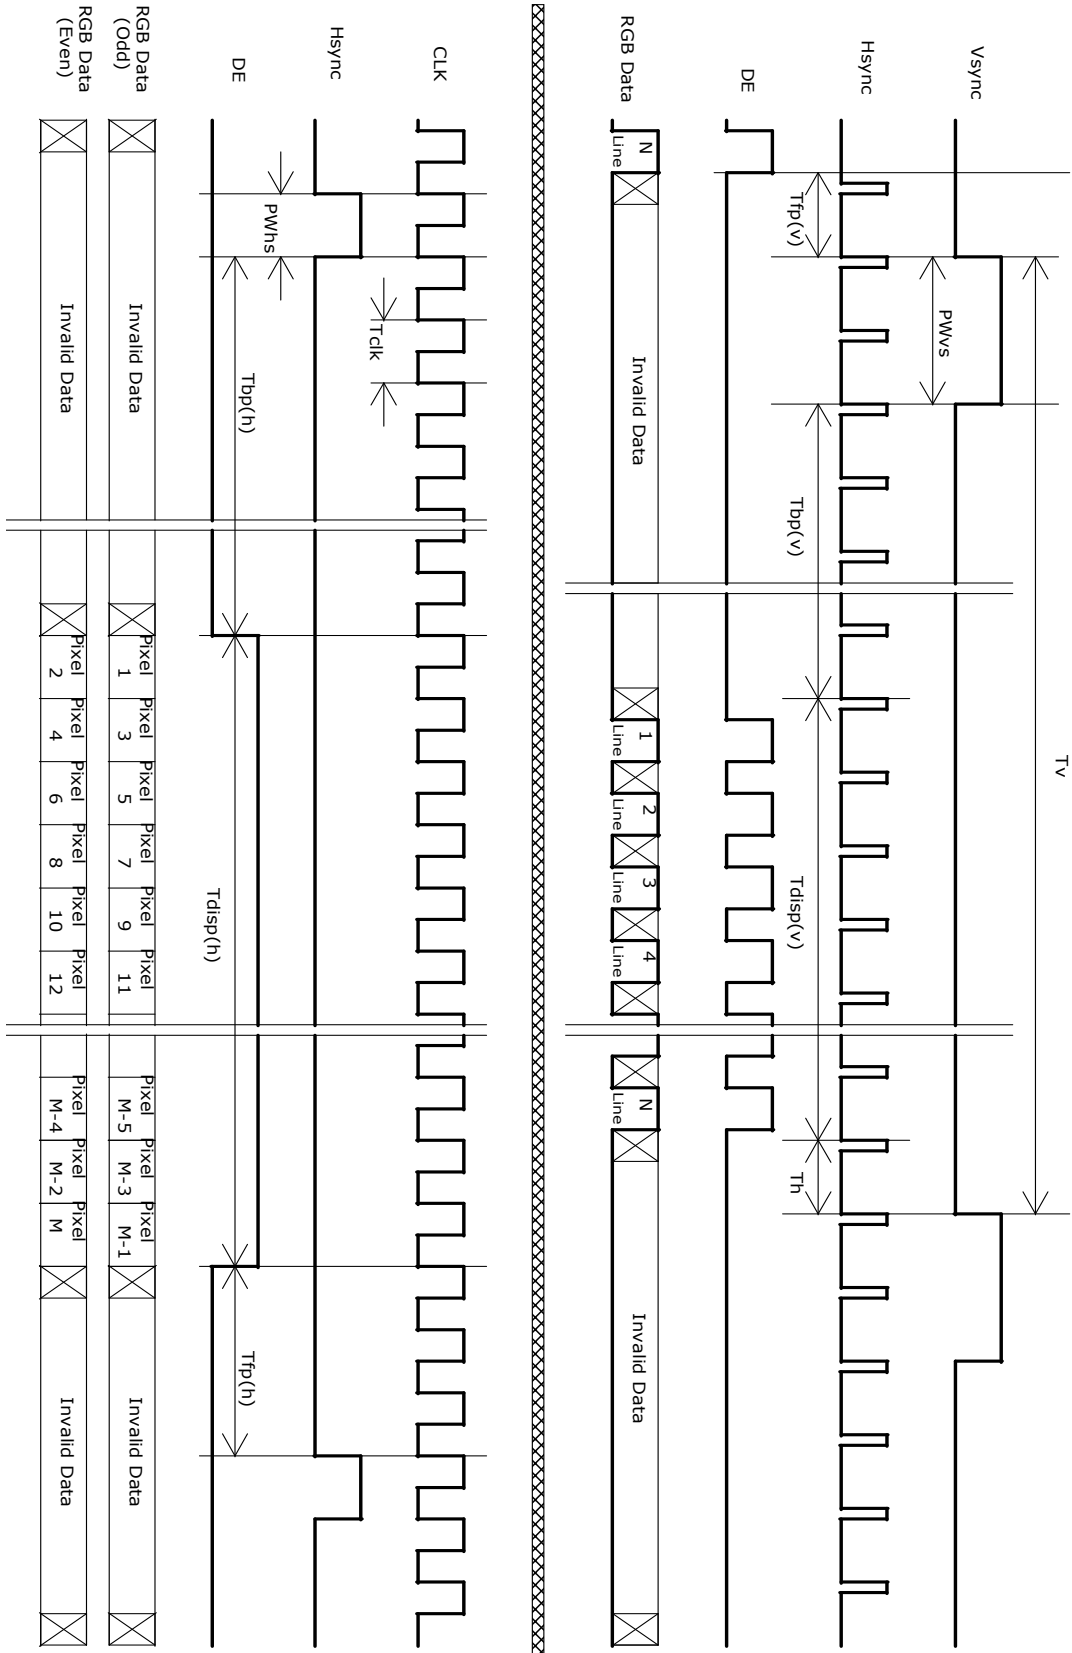 Vsync
Tv
PWvs
Hsync
Tfp(v)
Tbp(v)
Tdisp(v)
Th
DE
RGB Data
Line N
Invalid Data
Line 1
Line 2
Line 3
Line 4
Line N
Invalid Data
CLK
Tclk
Hsync
PWhs
DE
Tbp(h)
Tdisp(h)
Tfp(h)
RGB Data
(Odd)
Invalid Data
Pixel
1
Pixel
3
Pixel
5
Pixel
7
Pixel
9
Pixel
11
Pixel
M-5
Pixel
M-3
Pixel
M-1
Invalid Data
RGB Data
(Even)
Invalid Data
Pixel
2
Pixel
4
Pixel
6
Pixel
8
Pixel
10
Pixel
12
Pixel
M-4
Pixel
M-2
Pixel
M
Invalid Data